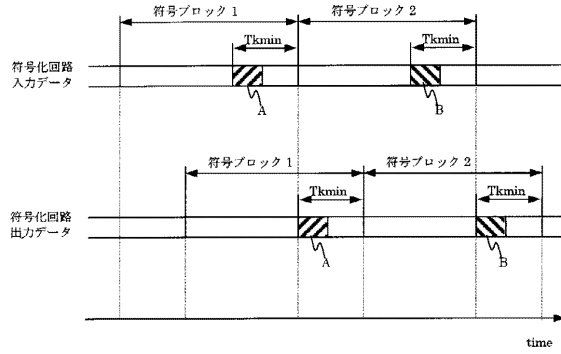 符号ブロック1
符号ブロック2
Tkmin
Tkmin
符号化回路
入力データ
A
B
符号ブロック1
符号ブロック2
Tkmin
Tkmin
符号化回路
出力データ
A
B
time